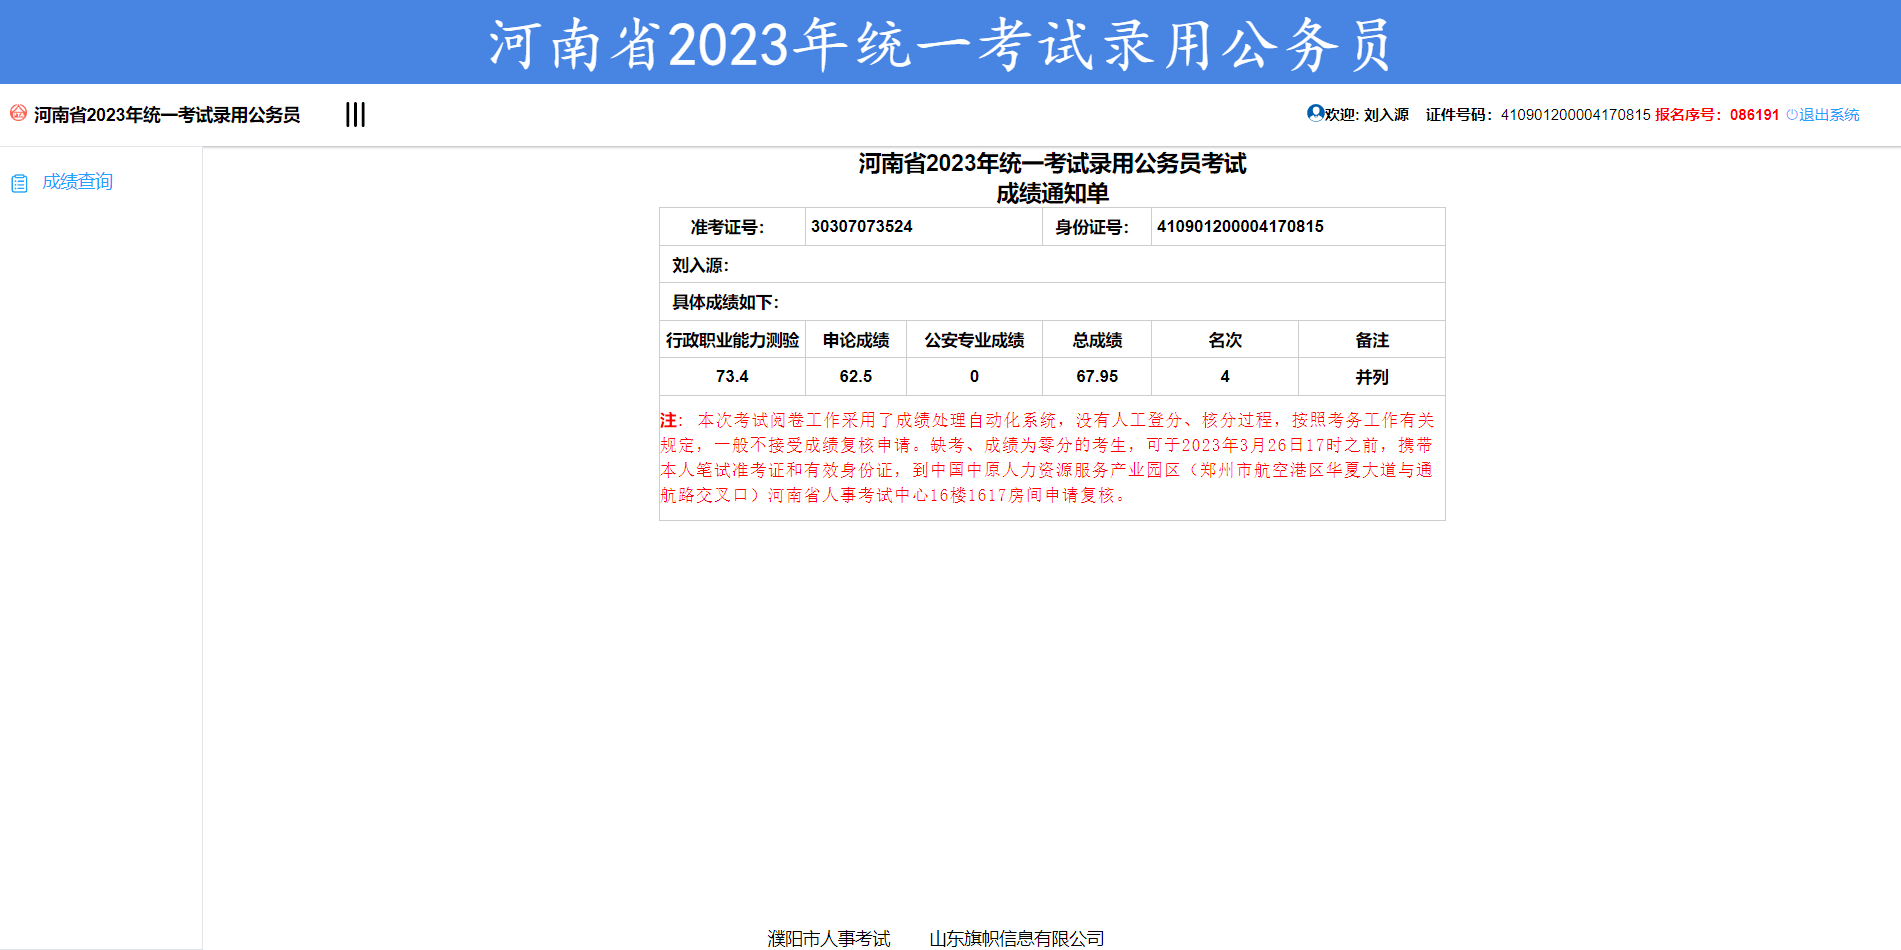 河南省2023年统一考试录用公务员
河南省2023年统一考试录用公务员 欢迎: 刘入源 证件号码：410901200004170815 报名序号：086191 退出系统
成绩查询
河南省2023年统一考试录用公务员考试
成绩通知单
准考证号： 30307073524 身份证号： 410901200004170815
刘入源：
具体成绩如下：
行政职业能力测验 申论成绩 公安专业成绩 总成绩 名次 备注
73.4 62.5 0 67.95 4 并列
注： 本次考试阅卷工作采用了成绩处理自动化系统，没有人工登分、核分过程，按照考务工作有关
规定，一般不接受成绩复核申请。缺考、成绩为零分的考生，可于2023年3月26日17时之前，携带
本人笔试准考证和有效身份证，到中国中原人力资源服务产业园区（郑州市航空港区华夏大道与通
航路交叉口）河南省人事考试中心16楼1617房间申请复核。
濮阳市人事考试 山东旗帜信息有限公司